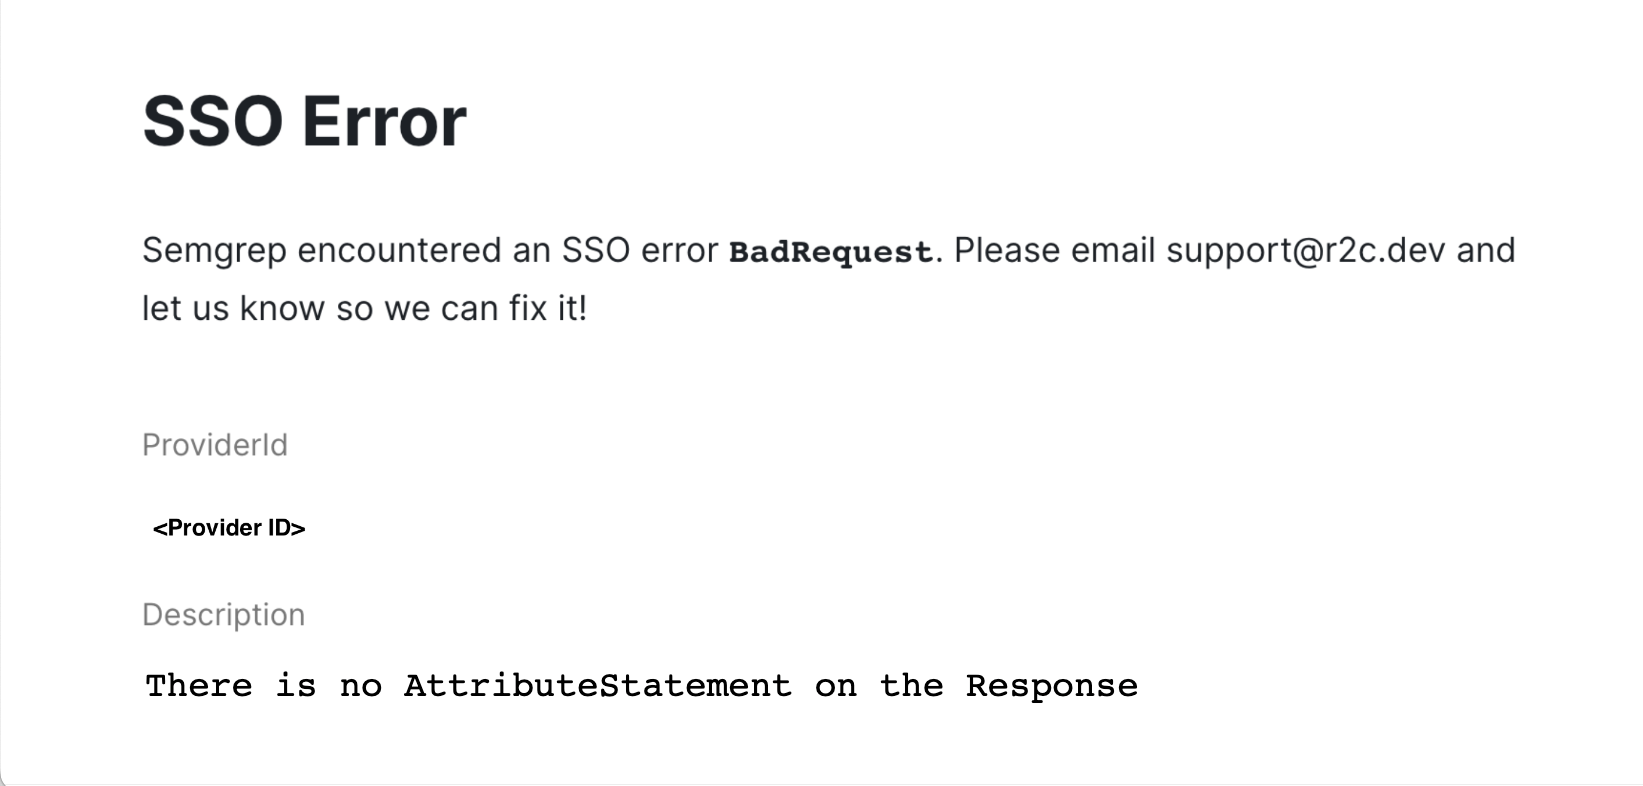 SSO Error
Semgrep encountered an SSO error BadRequest. Please email support@r2c.dev and
let us know so we can fix it!
ProviderId
<Provider ID>
Description
There is no AttributeStatement on the Response